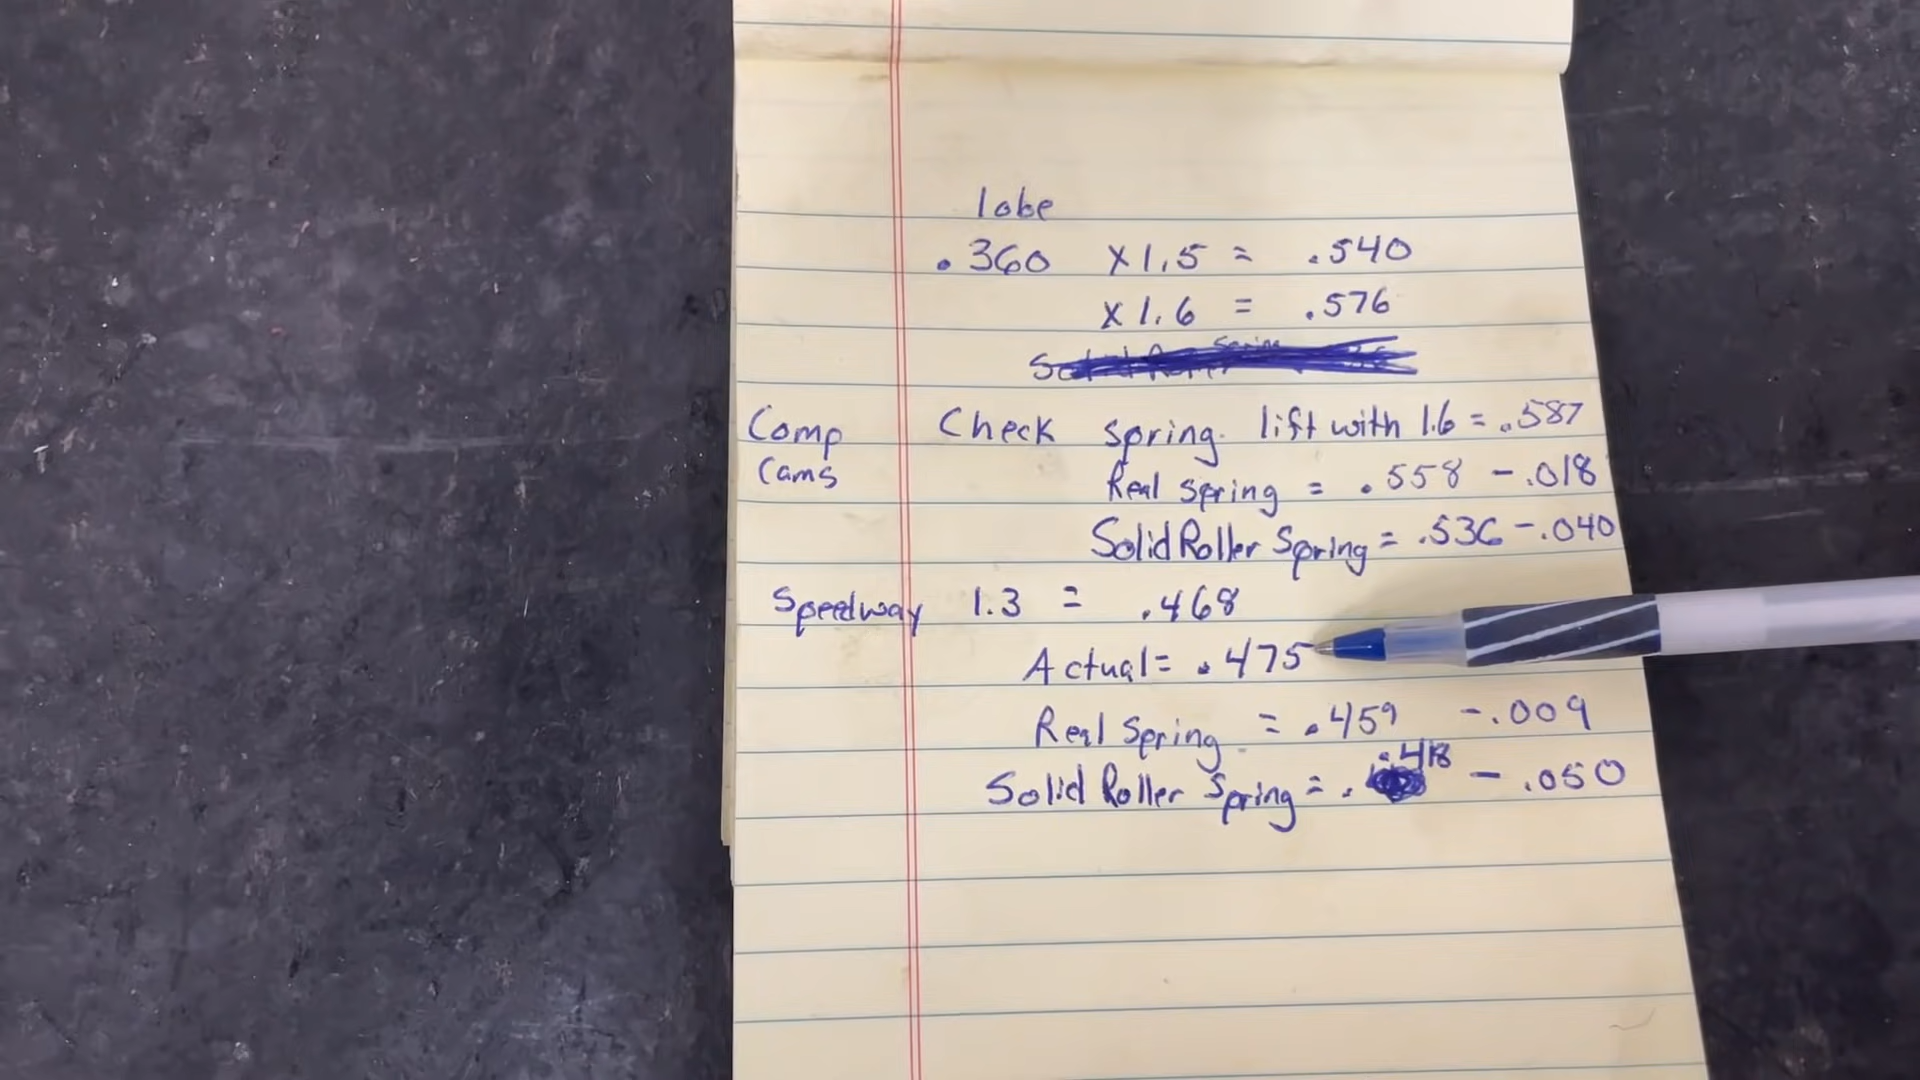 lobe
.360 x1.5 = .540
x1.6 = .576
Comp Cams Check spring lift with 1.6 = .587
Real spring = .558 -.018
Solid Roller Spring = .536 -.040
Speedway 1.3 = .468
Actual = .475
Real Spring = .459 -.009
Solid Roller Spring = . .418 - .050